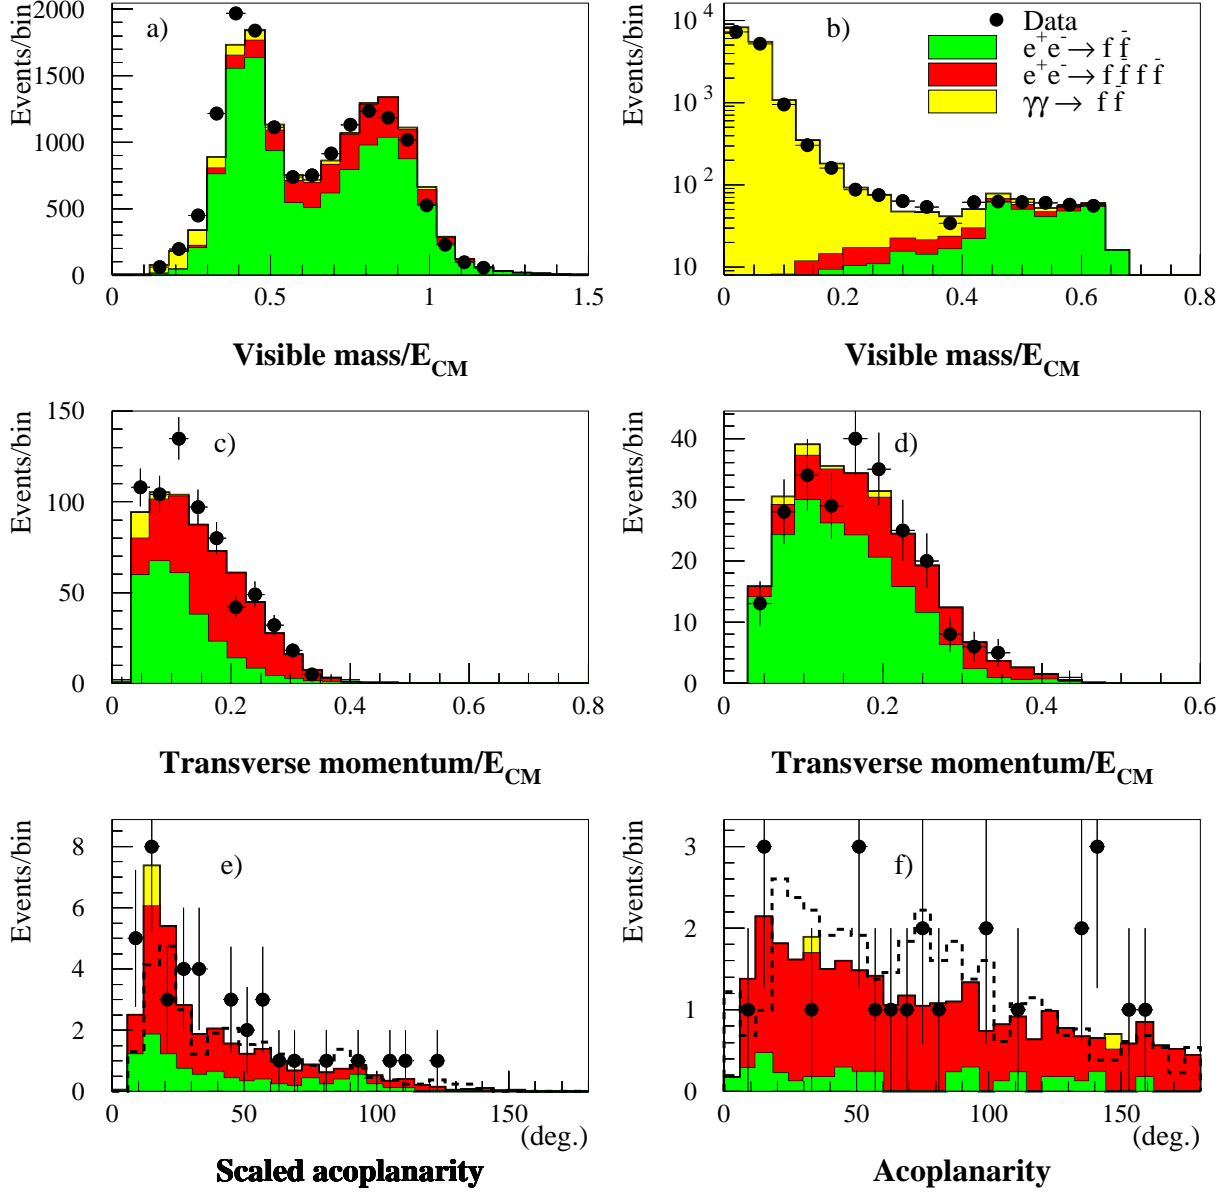 a)
Events/bin
2000
1500
1000
500
0
0 0.5 1 1.5
Visible mass/E_CM
b)
Events/bin
10^4
10^3
10^2
10
0 0.2 0.4 0.6 0.8
Visible mass/E_CM
Data
e^+e^-→ f f̄
e^+e^-→ f f̄ f f̄
γγ → f f̄
c)
Events/bin
150
100
50
0
0 0.2 0.4 0.6 0.8
Transverse momentum/E_CM
d)
Events/bin
40
30
20
10
0
0 0.2 0.4 0.6
Transverse momentum/E_CM
e)
Events/bin
8
6
4
2
0
0 50 100 150
(deg.)
Scaled acoplanarity
f)
Events/bin
3
2
1
0
0 50 100 150
(deg.)
Acoplanarity